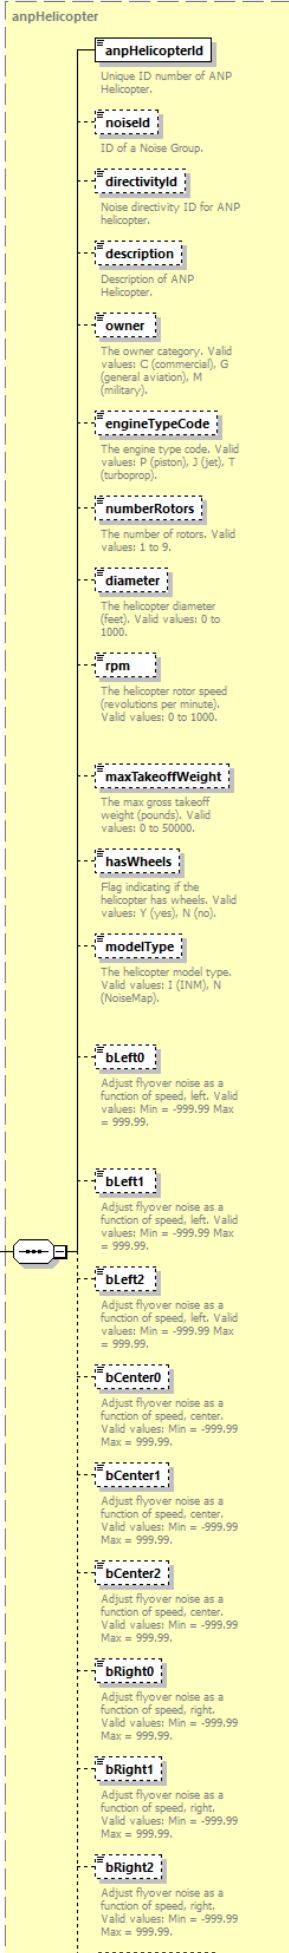 anpHelicopter
anpHelicopterId
Unique ID number of ANP
Helicopter.
noiseId
ID of a Noise Group.
directivityId
Noise directivity ID for ANP
helicopter.
description
Description of ANP
Helicopter.
owner
The owner category. Valid
values: C (commercial), G
(general aviation), M
(military).
engineTypeCode
The engine type code. Valid
values: P (piston), J (jet), T
(turboprop).
numberRotors
The number of rotors. Valid
values: 1 to 9.
diameter
The helicopter diameter
(feet). Valid values: 0 to
1000.
rpm
The helicopter rotor speed
(revolutions per minute).
Valid values: 0 to 1000.
maxTakeoffWeight
The max gross takeoff
weight (pounds). Valid
values: 0 to 50000.
hasWheels
Flag indicating if the
helicopter has wheels. Valid
values: Y (yes), N (no).
modelType
The helicopter model type.
Valid values: I (INM), N
(NoiseMap).
bLeft0
Adjust flyover noise as a
function of speed, left. Valid
values: Min = -999.99 Max
= 999.99.
bLeft1
Adjust flyover noise as a
function of speed, left. Valid
values: Min = -999.99 Max
= 999.99.
bLeft2
Adjust flyover noise as a
function of speed, left. Valid
values: Min = -999.99 Max
= 999.99.
bCenter0
Adjust flyover noise as a
function of speed, center.
Valid values: Min = -999.99
Max = 999.99.
bCenter1
Adjust flyover noise as a
function of speed, center.
Valid values: Min = -999.99
Max = 999.99.
bCenter2
Adjust flyover noise as a
function of speed, center.
Valid values: Min = -999.99
Max = 999.99.
bRight0
Adjust flyover noise as a
function of speed, right.
Valid values: Min = -999.99
Max = 999.99.
bRight1
Adjust flyover noise as a
function of speed, right.
Valid values: Min = -999.99
Max = 999.99.
bRight2
Adjust flyover noise as a
function of speed, right.
Valid values: Min = -999.99
Max = 999.99.